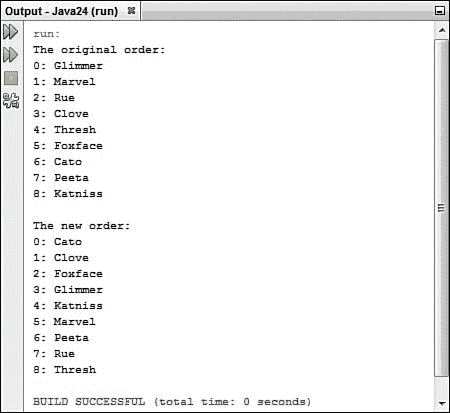 Output - Java24 (run)
run:
The original order:
0: Glimmer
1: Marvel
2: Rue
3: Clove
4: Thresh
5: Foxface
6: Cato
7: Peeta
8: Katniss
The new order:
0: Cato
1: Clove
2: Foxface
3: Glimmer
4: Katniss
5: Marvel
6: Peeta
7: Rue
8: Thresh
BUILD SUCCESSFUL (total time: 0 seconds)